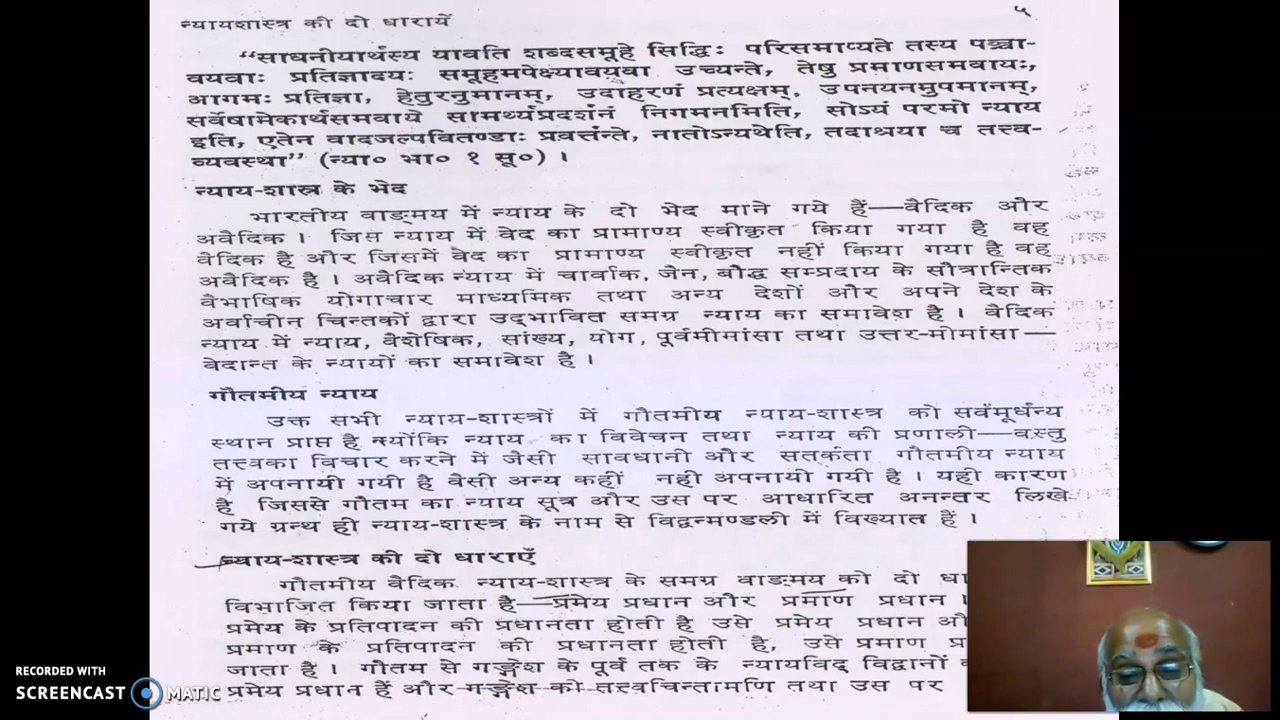 न्यायशास्त्र की दो धारायें
५
“साधनीयार्थस्य यावति शब्दसमूहे सिद्धिः परिसमाप्यते तस्य पञ्चा-
वयवाः प्रतिज्ञादयः समूहमपेक्ष्यावयवा उच्यन्ते, तेषु प्रमाणसमवायः,
आगमः प्रतिज्ञा, हेतुरनुमानम्, उदाहरणं प्रत्यक्षम्, उपनयनमुपमानम्,
सर्वेषामेकार्थसमवाये सामर्थ्यप्रदर्शनं निगमनमिति, सोऽयं परमो न्याय
इति, एतेन वादजल्पवितण्डाः प्रवर्त्तन्ते, नातोऽन्यथेति, तदाश्रया च तत्त्व-
व्यवस्था” (न्या० भा० १ सू०) ।
न्याय-शास्त्र के भेद
भारतीय वाङ्मय में न्याय के दो भेद माने गये हैं—वैदिक और
अवैदिक । जिस न्याय में वेद का प्रामाण्य स्वीकृत किया गया है वह
वैदिक है और जिसमें वेद का प्रामाण्य स्वीकृत नहीं किया गया है वह
अवैदिक है । अवैदिक न्याय में चार्वाक, जैन, बौद्ध सम्प्रदाय के सौत्रान्तिक
वैभाषिक योगाचार माध्यमिक तथा अन्य देशों और अपने देश के
अर्वाचीन चिन्तकों द्वारा उद्भावित समग्र न्याय का समावेश है । वैदिक
न्याय में न्याय, वैशेषिक, सांख्य, योग, पूर्वमीमांसा तथा उत्तर-मीमांसा—
वेदान्त के न्यायों का समावेश है ।
गौतमीय न्याय
उक्त सभी न्याय-शास्त्रों में गौतमीय न्याय-शास्त्र को सर्वमूर्धन्य
स्थान प्राप्त है, क्योंकि न्याय का विवेचन तथा न्याय की प्रणाली—वस्तु
तत्त्वका विचार करने में जैसी सावधानी और सतर्कता गौतमीय न्याय
में अपनायी गयी है वैसी अन्य कहीं नही अपनायी गयी है । यही कारण
है जिससे गौतम का न्याय सूत्र और उस पर आधारित अनन्तर लिखे
गये ग्रन्थ ही न्याय-शास्त्र के नाम से विद्वन्मण्डली में विख्यात हैं ।
न्याय-शास्त्र की दो धाराएँ
गौतमीय वैदिक न्याय-शास्त्र के समग्र वाङ्मय को दो
विभाजित किया जाता है—प्रमेय प्रधान और प्रमाण प्रधान ।
प्रमेय के प्रतिपादन की प्रधानता होती है उसे प्रमेय प्रधान
प्रमाण के प्रतिपादन की प्रधानता होती है, उसे प्रमाण
जाता है । गौतम से गङ्गेश के पूर्व तक के न्यायविद् विद्वानों
प्रमेय प्रधान हैं और गङ्गेश की तत्त्वचिन्तामणि तथा उस पर
RECORDED WITH
SCREENCAST MATIC